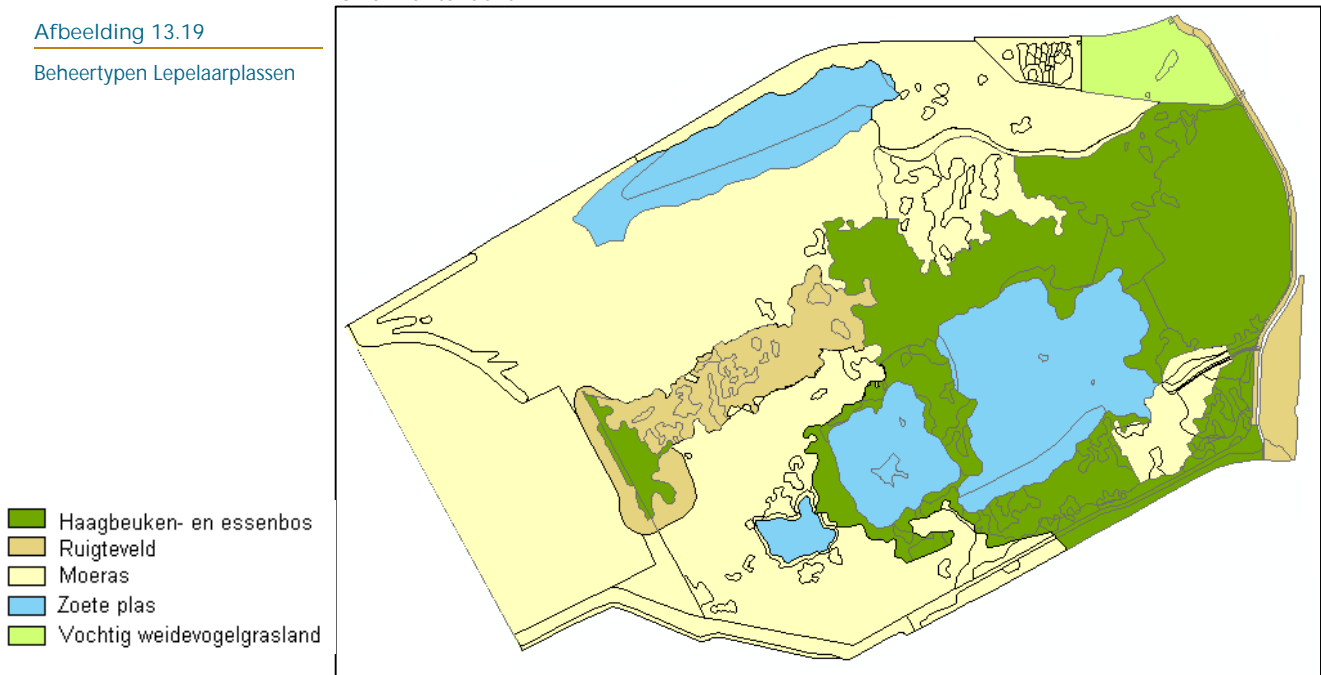 Afbeelding 13.19
Beheertypen Lepelaarplassen
Haagbeuken- en essenbos
Ruigteveld
Moeras
Zoete plas
Vochtig weidevogelgrasland